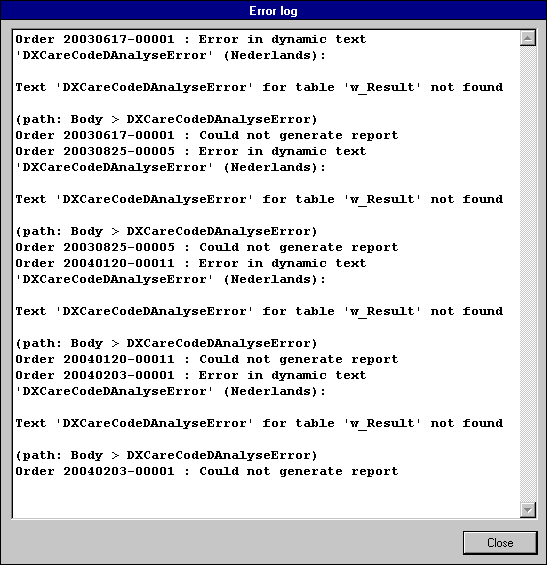 Error log
Order 20030617-00001 : Error in dynamic text
'DXCareCodeDAnalyseError' (Nederlands):
Text 'DXCareCodeDAnalyseError' for table 'w_Result' not found
(path: Body > DXCareCodeDAnalyseError)
Order 20030617-00001 : Could not generate report
Order 20030825-00005 : Error in dynamic text
'DXCareCodeDAnalyseError' (Nederlands):
Text 'DXCareCodeDAnalyseError' for table 'w_Result' not found
(path: Body > DXCareCodeDAnalyseError)
Order 20030825-00005 : Could not generate report
Order 20040120-00011 : Error in dynamic text
'DXCareCodeDAnalyseError' (Nederlands):
Text 'DXCareCodeDAnalyseError' for table 'w_Result' not found
(path: Body > DXCareCodeDAnalyseError)
Order 20040120-00011 : Could not generate report
Order 20040203-00001 : Error in dynamic text
'DXCareCodeDAnalyseError' (Nederlands):
Text 'DXCareCodeDAnalyseError' for table 'w_Result' not found
(path: Body > DXCareCodeDAnalyseError)
Order 20040203-00001 : Could not generate report
Close